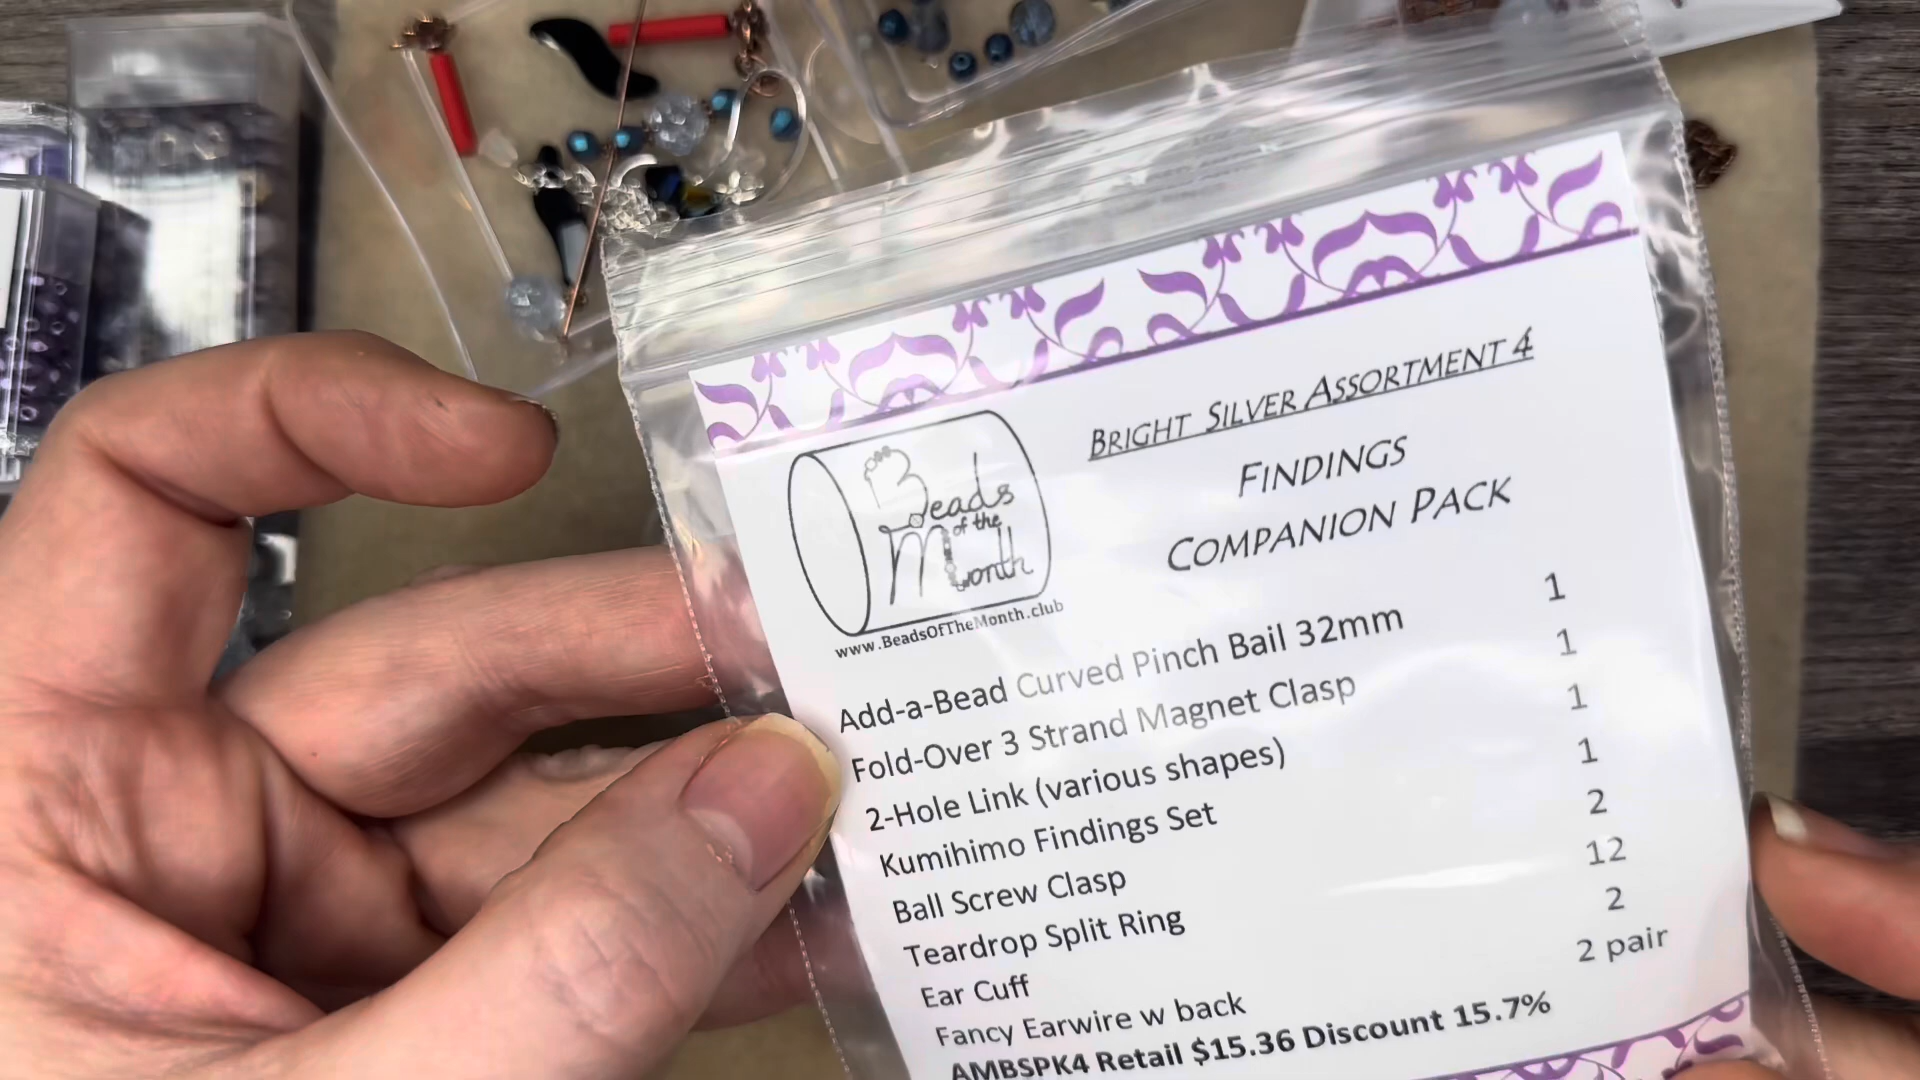 BRIGHT SILVER ASSORTMENT 4
FINDINGS
COMPANION PACK
Beads
of the
Month
www.BeadsOfTheMonth.club
Add-a-Bead Curved Pinch Bail 32mm 1
Fold-Over 3 Strand Magnet Clasp 1
2-Hole Link (various shapes) 1
Kumihimo Findings Set 1
Ball Screw Clasp 2
Teardrop Split Ring 12
Ear Cuff 2
Fancy Earwire w back 2 pair
AMBSPK4 Retail $15.36 Discount 15.7%